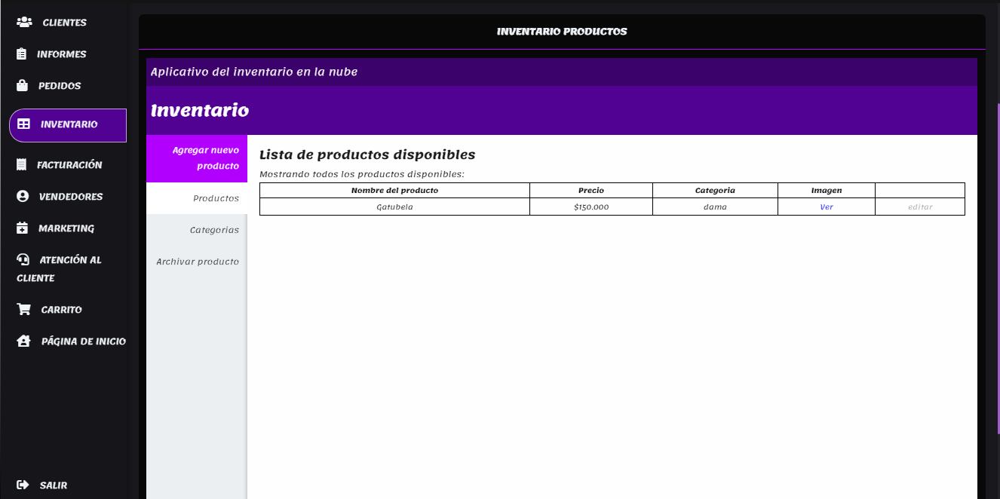 CLIENTES
INFORMES
PEDIDOS
INVENTARIO
FACTURACIÓN
VENDEDORES
MARKETING
ATENCIÓN AL
CLIENTE
CARRITO
PÁGINA DE INICIO
SALIR
INVENTARIO PRODUCTOS
Aplicativo del inventario en la nube
Inventario
Agregar nuevo
producto
Productos
Categorias
Archivar producto
Lista de productos disponibles
Mostrando todos los productos disponibles:
Nombre del producto Precio Categoria Imagen
Gatubela $150.000 dama Ver editar